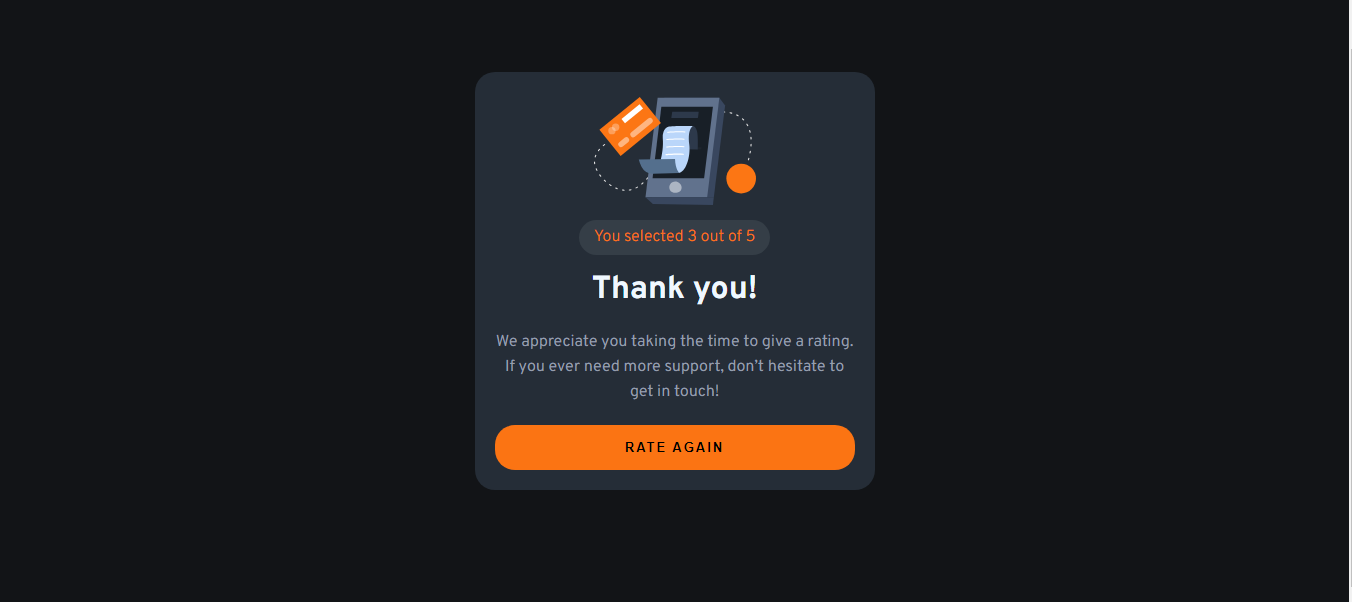 You selected 3 out of 5
Thank you!
We appreciate you taking the time to give a rating.
If you ever need more support, don’t hesitate to
get in touch!
RATE AGAIN